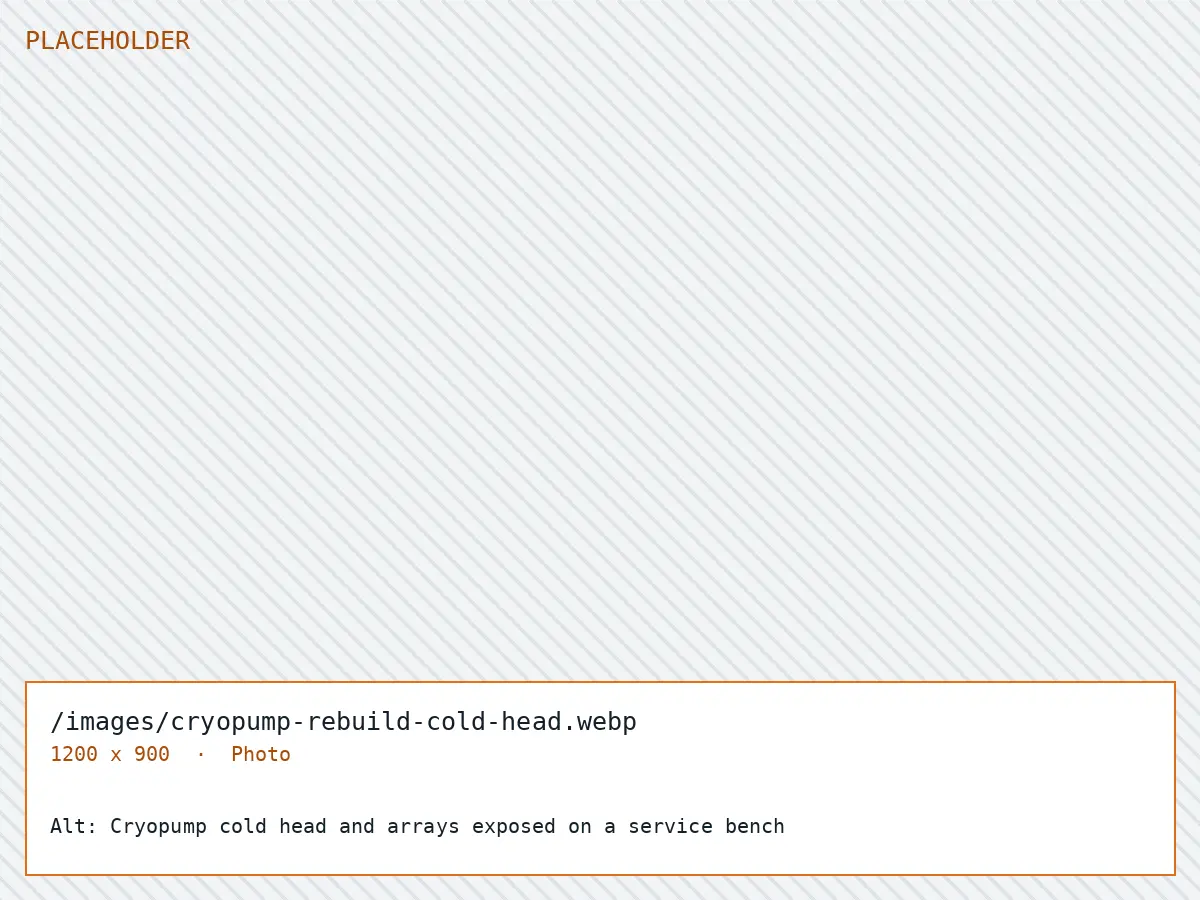 PLACEHOLDER
/images/cryopump-rebuild-cold-head.webp
1200 x 900 · Photo
Alt: Cryopump cold head and arrays exposed on a service bench